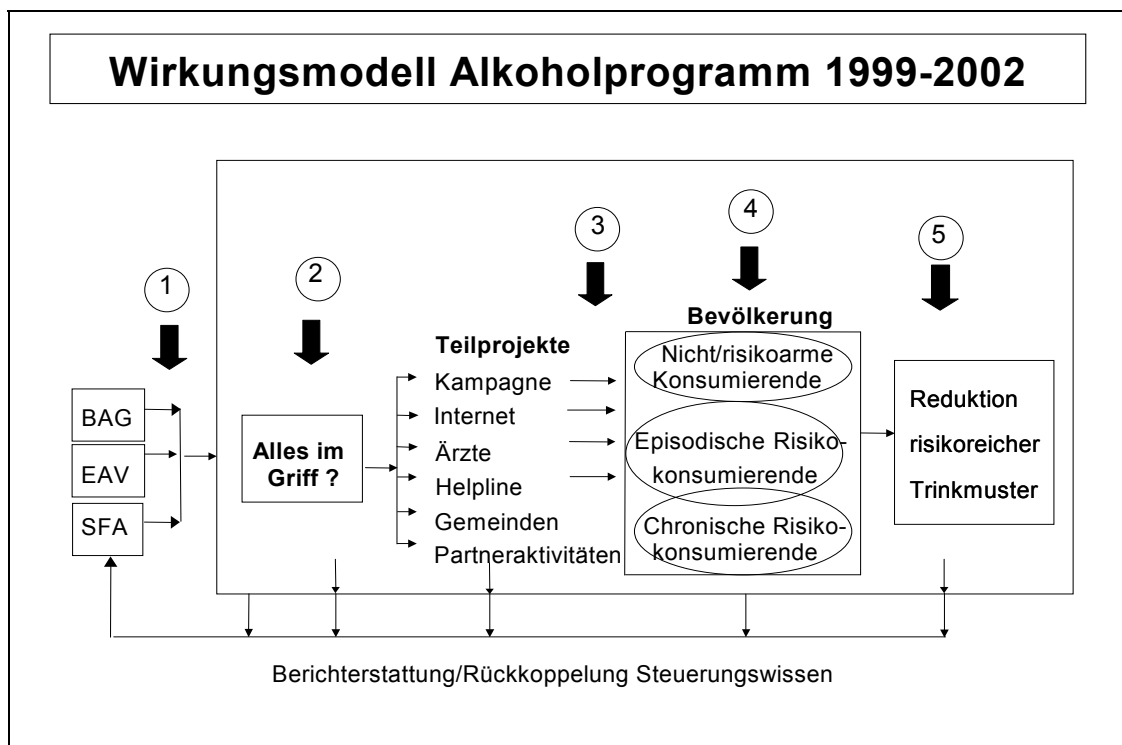 Wirkungsmodell Alkoholprogramm 1999-2002
1
2
3
4
5
BAG
EAV
SFA
Alles im
Griff ?
Teilprojekte
Kampagne
Internet
Ärzte
Helpline
Gemeinden
Partneraktivitäten
Bevölkerung
Nicht/risikoarme
Konsumierende
Episodische Risiko-
konsumierende
Chronische Risiko-
konsumierende
Reduktion
risikoreicher
Trinkmuster
Berichterstattung/Rückkoppelung Steuerungswissen